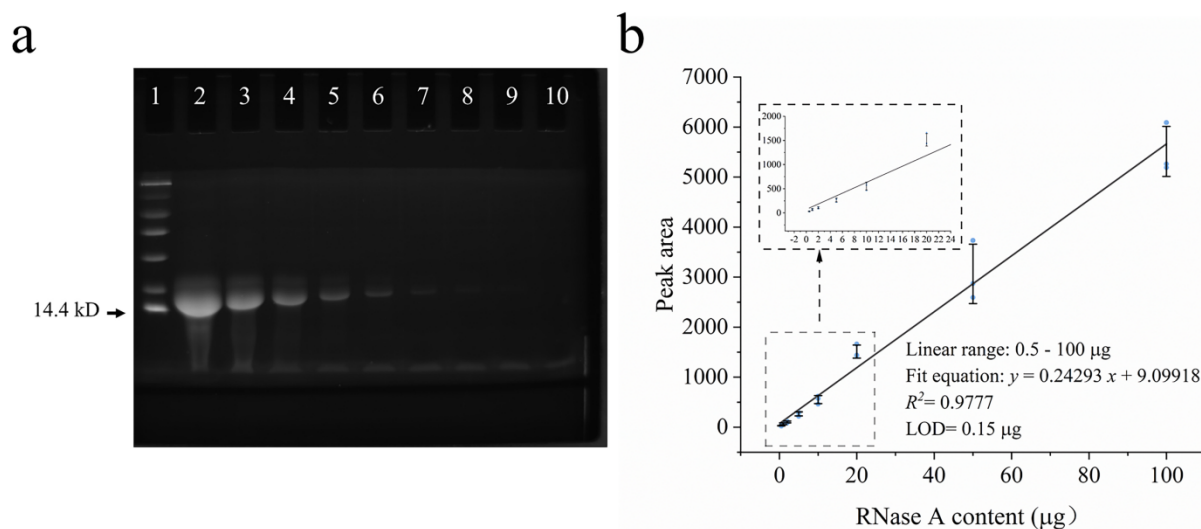 a
1 2 3 4 5 6 7 8 9 10
14.4 kD
b
7000
6000
5000
4000
3000
2000
1000
0
Peak area
2000
1500
1000
500
0
-2 0 2 4 6 8 10 12 14 16 18 20 22 24
Linear range: 0.5 - 100 μg
Fit equation: y = 0.24293 x + 9.09918
R²= 0.9777
LOD= 0.15 μg
0 20 40 60 80 100
RNase A content (μg）